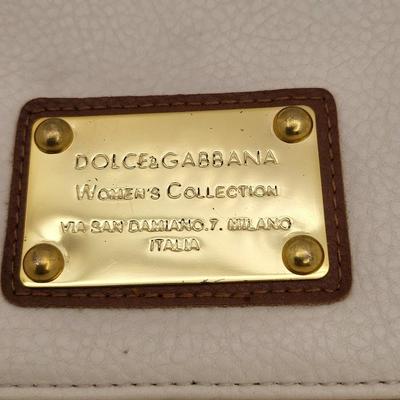 DOLCE&GABBANA
WOMEN'S COLLECTION
VIA SAN DAMIANO.7. MILANO
ITALIA